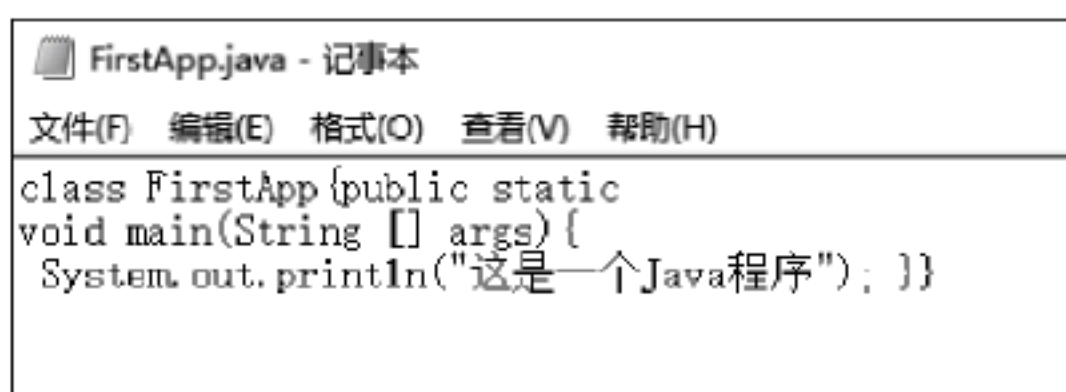 FirstApp.java - 记事本
文件(F) 编辑(E) 格式(O) 查看(V) 帮助(H)
class FirstApp{public static
void main(String [] args){
System.out.println("这是一个Java程序"); }}